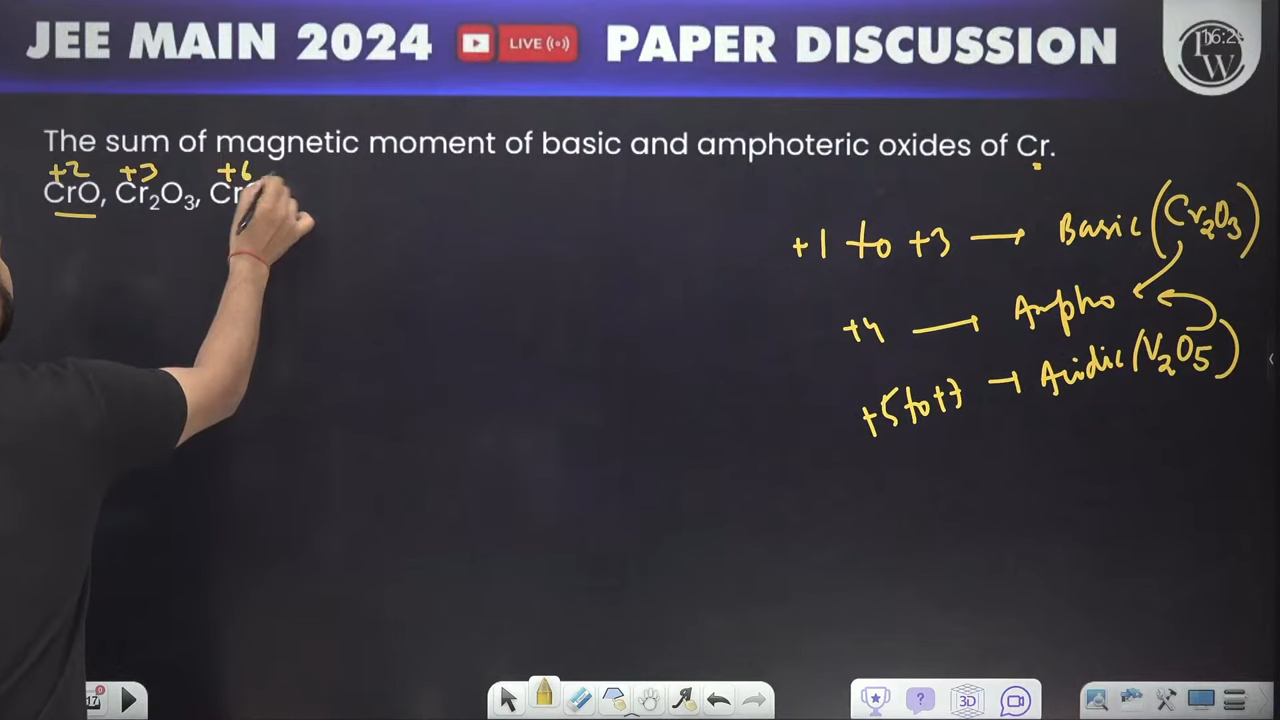 JEE MAIN 2024 LIVE PAPER DISCUSSION
The sum of magnetic moment of basic and amphoteric oxides of Cr.
+2 +3 +6
CrO, Cr₂O₃, Cr
+1 to +3 → Basic (Cr₂O₃)
+4 → Ampho
+5 to +7 → Acidic (V₂O₅)
3D